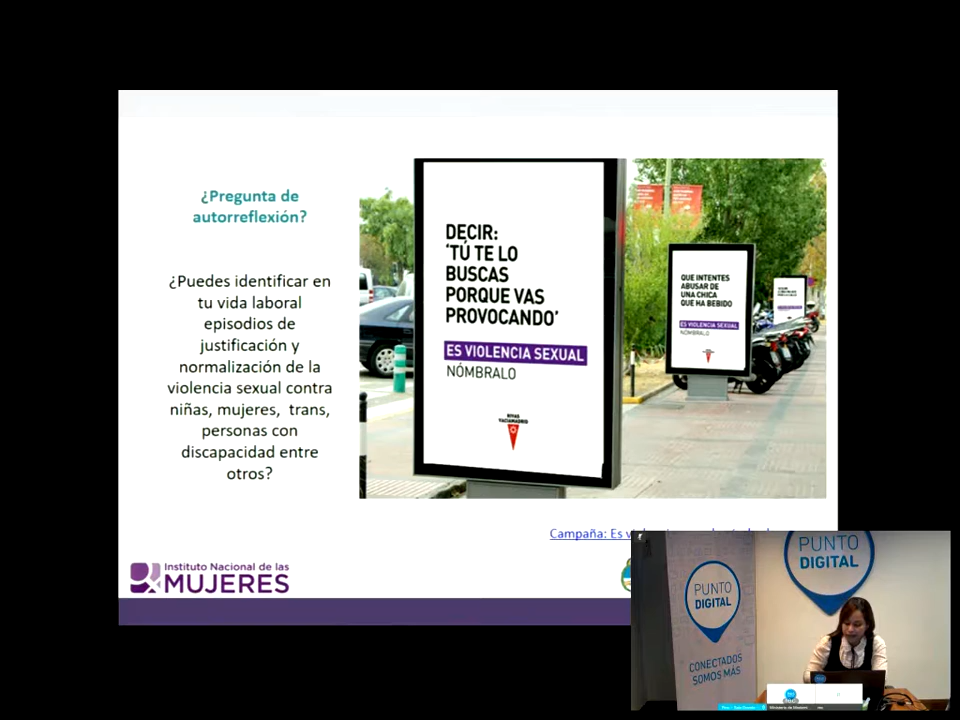 ¿Pregunta de
autorreflexión?
¿Puedes identificar en
tu vida laboral
episodios de
justificación y
normalización de la
violencia sexual contra
niñas, mujeres, trans,
personas con
discapacidad entre
otros?
DECIR:
'TÚ TE LO
BUSCAS
PORQUE VAS
PROVOCANDO'
ES VIOLENCIA SEXUAL
NÓMBRALO
RIVAS
VACIAMADRID
QUE INTENTES
ABUSAR DE
UNA CHICA
QUE HA BEBIDO
ES VIOLENCIA SEXUAL
NÓMBRALO
Campaña: Es
Instituto Nacional de las
MUJERES
PUNTO
DIGITAL
CONECTADOS
SOMOS MÁS
PUNTO
DIGITAL